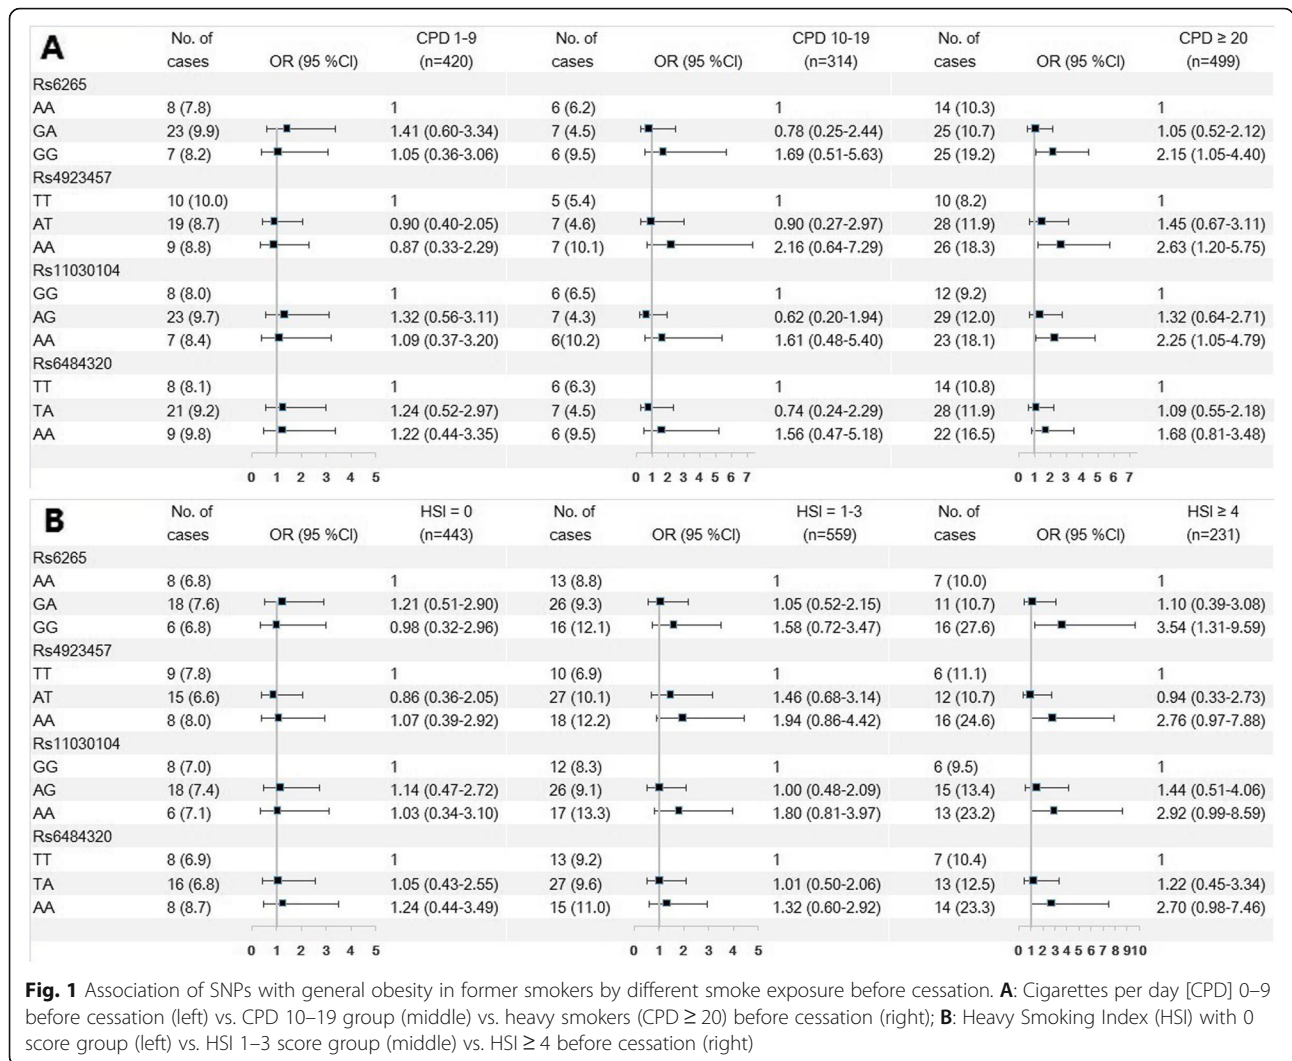 A No. of CPD 1-9 No. of CPD 10-19 No. of CPD ≥ 20
cases OR (95 %CI) (n=420) cases OR (95 %CI) (n=314) cases OR (95 %CI) (n=499)
Rs6265
AA 8 (7.8) 1 6 (6.2) 1 14 (10.3) 1
GA 23 (9.9) 1.41 (0.60-3.34) 7 (4.5) 0.78 (0.25-2.44) 25 (10.7) 1.05 (0.52-2.12)
GG 7 (8.2) 1.05 (0.36-3.06) 6 (9.5) 1.69 (0.51-5.63) 25 (19.2) 2.15 (1.05-4.40)
Rs4923457
TT 10 (10.0) 1 5 (5.4) 1 10 (8.2) 1
AT 19 (8.7) 0.90 (0.40-2.05) 7 (4.6) 0.90 (0.27-2.97) 28 (11.9) 1.45 (0.67-3.11)
AA 9 (8.8) 0.87 (0.33-2.29) 7 (10.1) 2.16 (0.64-7.29) 26 (18.3) 2.63 (1.20-5.75)
Rs11030104
GG 8 (8.0) 1 6 (6.5) 1 12 (9.2) 1
AG 23 (9.7) 1.32 (0.56-3.11) 7 (4.3) 0.62 (0.20-1.94) 29 (12.0) 1.32 (0.64-2.71)
AA 7 (8.4) 1.09 (0.37-3.20) 6(10.2) 1.61 (0.48-5.40) 23 (18.1) 2.25 (1.05-4.79)
Rs6484320
TT 8 (8.1) 1 6 (6.3) 1 14 (10.8) 1
TA 21 (9.2) 1.24 (0.52-2.97) 7 (4.5) 0.74 (0.24-2.29) 28 (11.9) 1.09 (0.55-2.18)
AA 9 (9.8) 1.22 (0.44-3.35) 6 (9.5) 1.56 (0.47-5.18) 22 (16.5) 1.68 (0.81-3.48)
0 1 2 3 4 5 0 1 2 3 4 5 6 7 0 1 2 3 4 5 6 7
B No. of HSI = 0 No. of HSI = 1-3 No. of HSI ≥ 4
cases OR (95 %CI) (n=443) cases OR (95 %CI) (n=559) cases OR (95 %CI) (n=231)
Rs6265
AA 8 (6.8) 1 13 (8.8) 1 7 (10.0) 1
GA 18 (7.6) 1.21 (0.51-2.90) 26 (9.3) 1.05 (0.52-2.15) 11 (10.7) 1.10 (0.39-3.08)
GG 6 (6.8) 0.98 (0.32-2.96) 16 (12.1) 1.58 (0.72-3.47) 16 (27.6) 3.54 (1.31-9.59)
Rs4923457
TT 9 (7.8) 1 10 (6.9) 1 6 (11.1) 1
AT 15 (6.6) 0.86 (0.36-2.05) 27 (10.1) 1.46 (0.68-3.14) 12 (10.7) 0.94 (0.33-2.73)
AA 8 (8.0) 1.07 (0.39-2.92) 18 (12.2) 1.94 (0.86-4.42) 16 (24.6) 2.76 (0.97-7.88)
Rs11030104
GG 8 (7.0) 1 12 (8.3) 1 6 (9.5) 1
AG 18 (7.4) 1.14 (0.47-2.72) 26 (9.1) 1.00 (0.48-2.09) 15 (13.4) 1.44 (0.51-4.06)
AA 6 (7.1) 1.03 (0.34-3.10) 17 (13.3) 1.80 (0.81-3.97) 13 (23.2) 2.92 (0.99-8.59)
Rs6484320
TT 8 (6.9) 1 13 (9.2) 1 7 (10.4) 1
TA 16 (6.8) 1.05 (0.43-2.55) 27 (9.6) 1.01 (0.50-2.06) 13 (12.5) 1.22 (0.45-3.34)
AA 8 (8.7) 1.24 (0.44-3.49) 15 (11.0) 1.32 (0.60-2.92) 14 (23.3) 2.70 (0.98-7.46)
0 1 2 3 4 5 0 1 2 3 4 5 0 1 2 3 4 5 6 7 8 9 10
Fig. 1 Association of SNPs with general obesity in former smokers by different smoke exposure before cessation. A: Cigarettes per day [CPD] 0–9
before cessation (left) vs. CPD 10–19 group (middle) vs. heavy smokers (CPD ≥ 20) before cessation (right); B: Heavy Smoking Index (HSI) with 0
score group (left) vs. HSI 1–3 score group (middle) vs. HSI ≥ 4 before cessation (right)